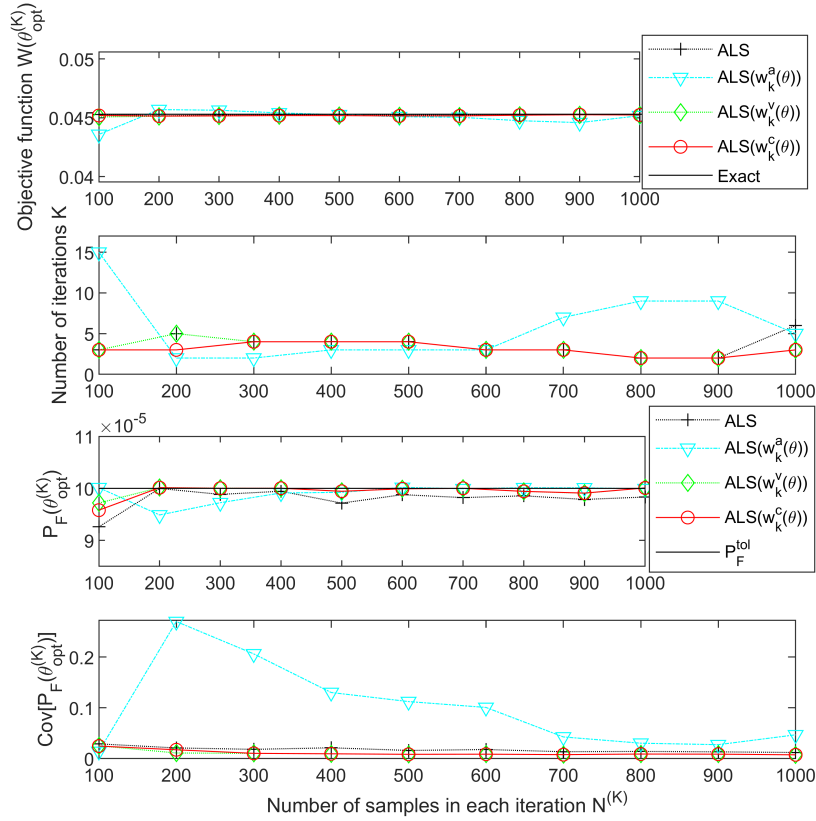 Objective function W(θ_opt^(K))
0.05
0.045
0.04
100 200 300 400 500 600 700 800 900 1000
ALS
ALS(w_k^a(θ))
ALS(w_k^v(θ))
ALS(w_k^c(θ))
Exact
Number of iterations K
15
10
5
0
100 200 300 400 500 600 700 800 900 1000
×10^-5
P_F(θ_opt^(K))
11
10
9
100 200 300 400 500 600 700 800 900 1000
ALS
ALS(w_k^a(θ))
ALS(w_k^v(θ))
ALS(w_k^c(θ))
P_F^tol
Cov[P_F(θ_opt^(K))]
0.2
0.1
0
100 200 300 400 500 600 700 800 900 1000
Number of samples in each iteration N^(K)